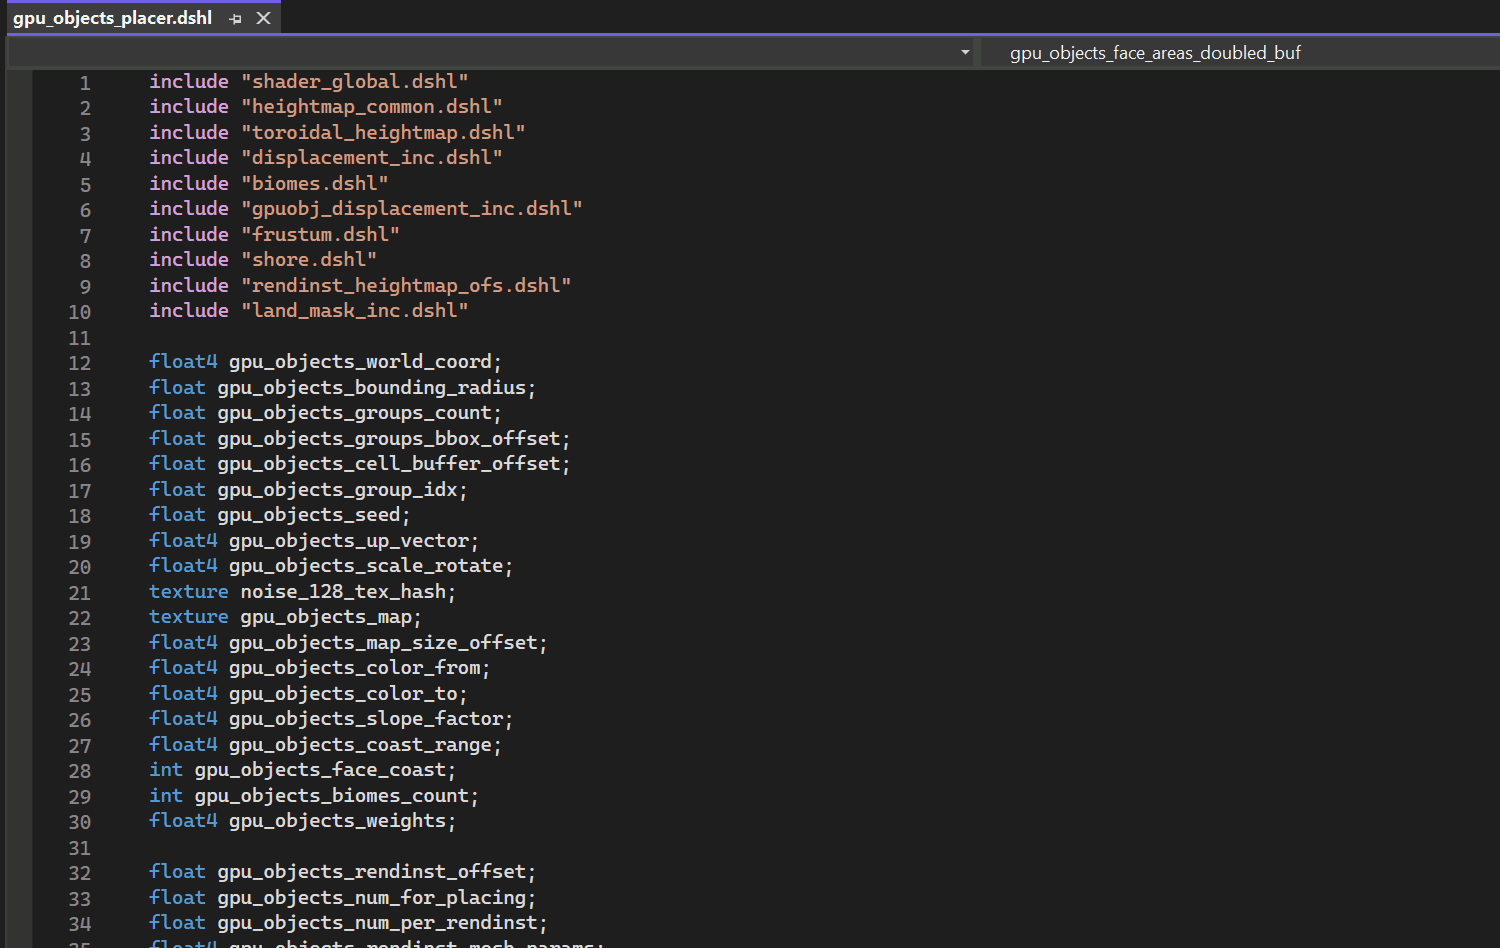 gpu_objects_placer.dshl
gpu_objects_face_areas_doubled_buf
1 include "shader_global.dshl"
2 include "heightmap_common.dshl"
3 include "toroidal_heightmap.dshl"
4 include "displacement_inc.dshl"
5 include "biomes.dshl"
6 include "gpuobj_displacement_inc.dshl"
7 include "frustum.dshl"
8 include "shore.dshl"
9 include "rendinst_heightmap_ofs.dshl"
10 include "land_mask_inc.dshl"
11
12 float4 gpu_objects_world_coord;
13 float gpu_objects_bounding_radius;
14 float gpu_objects_groups_count;
15 float gpu_objects_groups_bbox_offset;
16 float gpu_objects_cell_buffer_offset;
17 float gpu_objects_group_idx;
18 float gpu_objects_seed;
19 float4 gpu_objects_up_vector;
20 float4 gpu_objects_scale_rotate;
21 texture noise_128_tex_hash;
22 texture gpu_objects_map;
23 float4 gpu_objects_map_size_offset;
24 float4 gpu_objects_color_from;
25 float4 gpu_objects_color_to;
26 float4 gpu_objects_slope_factor;
27 float4 gpu_objects_coast_range;
28 int gpu_objects_face_coast;
29 int gpu_objects_biomes_count;
30 float4 gpu_objects_weights;
31
32 float gpu_objects_rendinst_offset;
33 float gpu_objects_num_for_placing;
34 float gpu_objects_num_per_rendinst;
35 float4 gpu_objects_rendinst_mesh_params;